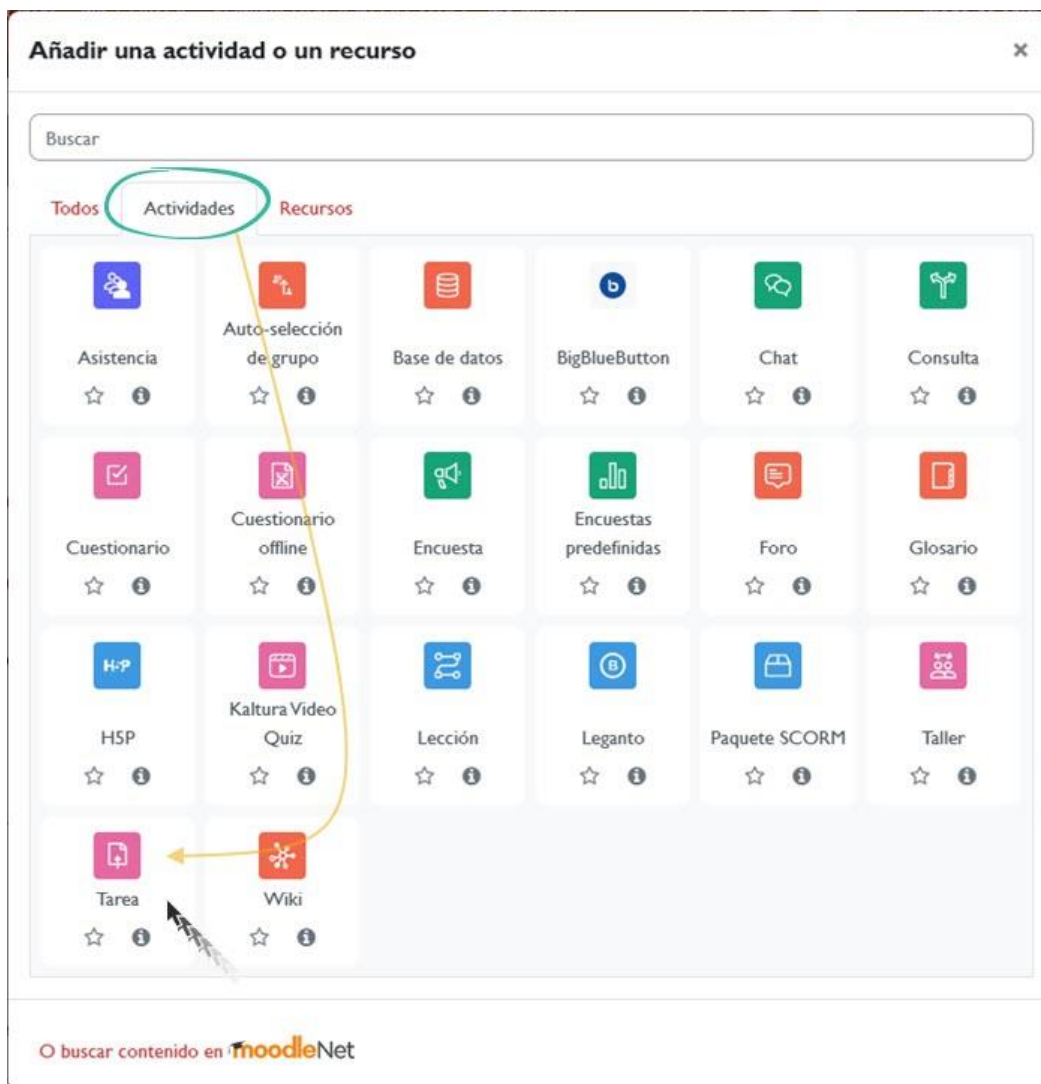 Añadir una actividad o un recurso
×
Buscar
Todos Actividades Recursos
Auto-selección
Asistencia de grupo Base de datos BigBlueButton Chat Consulta
Cuestionario Encuestas
Cuestionario offline Encuesta predefinidas Foro Glosario
H5P
Kaltura Video
H5P Quiz Lección Leganto Paquete SCORM Taller
Tarea Wiki
O buscar contenido en moodleNet